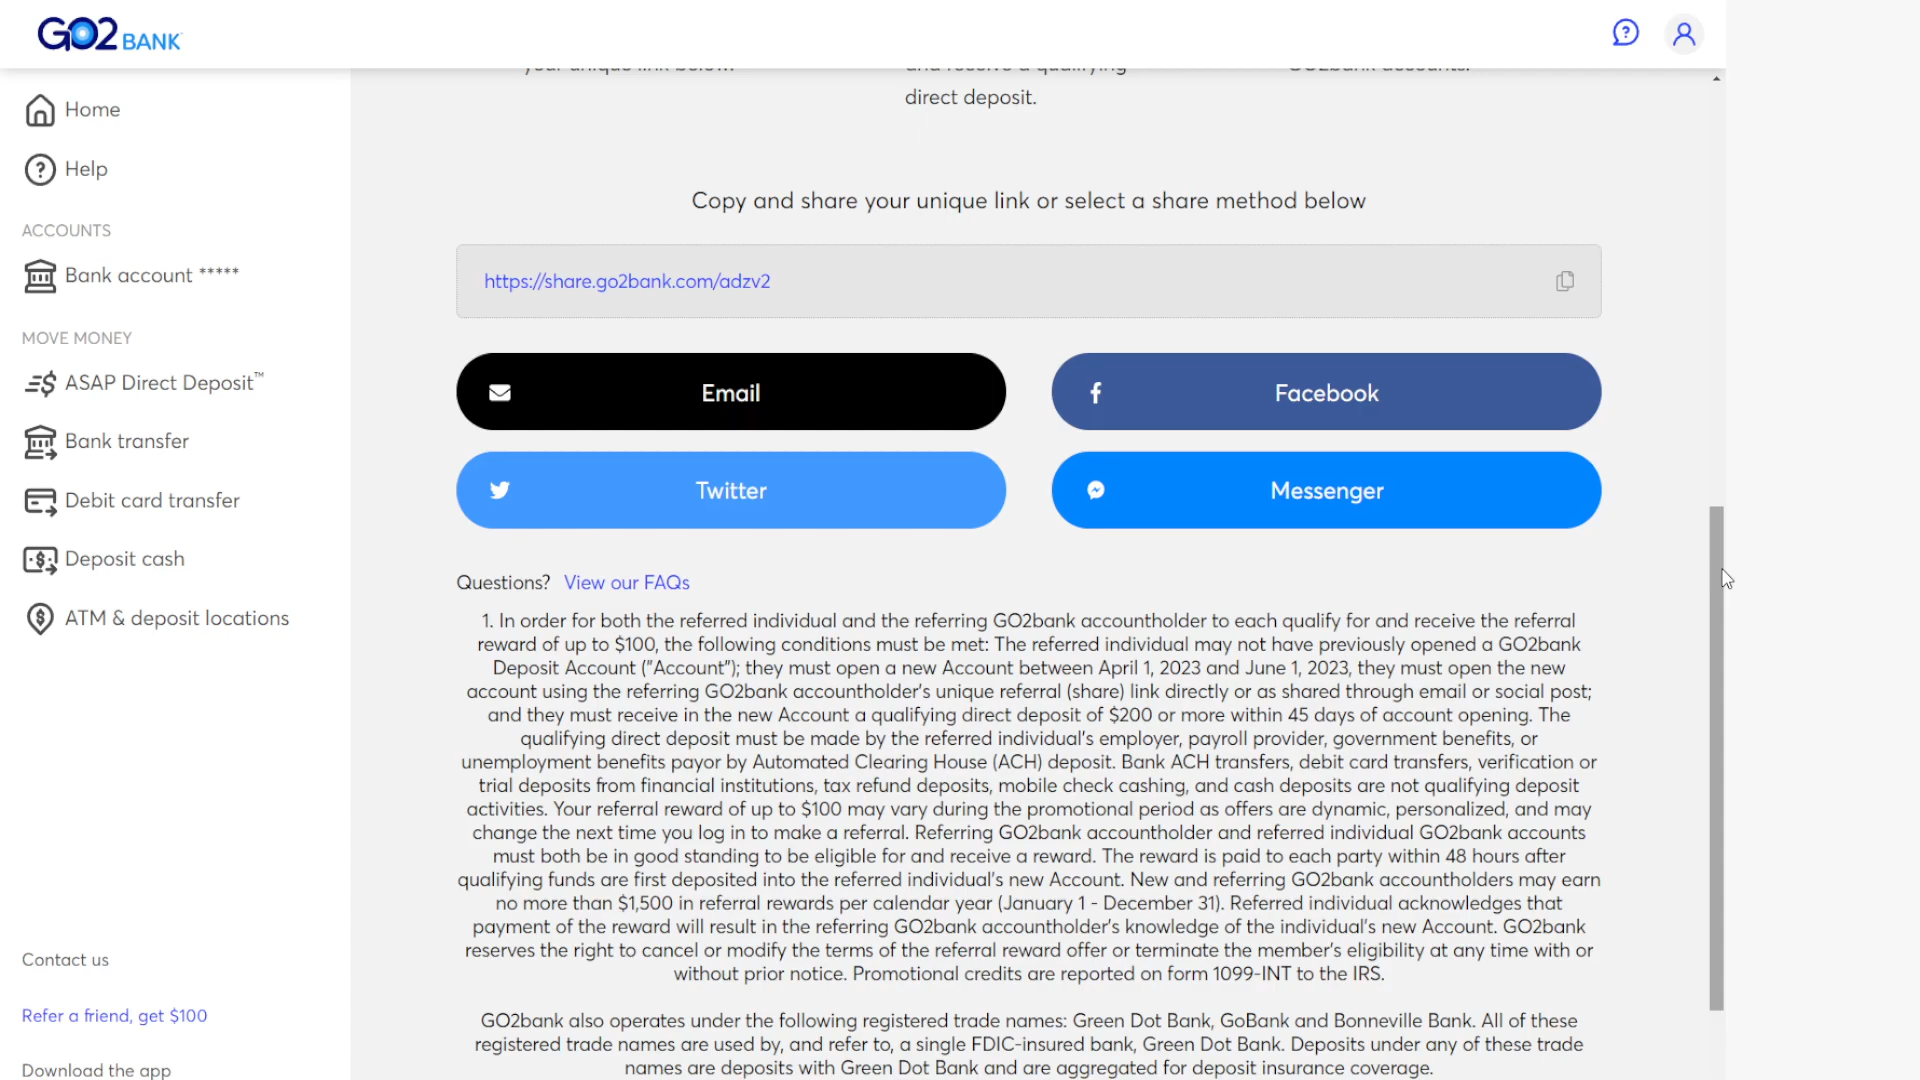 GO2 BANK
Home
Help
ACCOUNTS
Bank account *****
MOVE MONEY
ASAP Direct Deposit™
Bank transfer
Debit card transfer
Deposit cash
ATM & deposit locations
Contact us
Refer a friend, get $100
Download the app
your unique link below.
and receive a qualifying
direct deposit.
GO2bank accounts.
Copy and share your unique link or select a share method below
https://share.go2bank.com/adzv2
Email
Facebook
Twitter
Messenger
Questions? View our FAQs
1. In order for both the referred individual and the referring GO2bank accountholder to each qualify for and receive the referral
reward of up to $100, the following conditions must be met: The referred individual may not have previously opened a GO2bank
Deposit Account ("Account"); they must open a new Account between April 1, 2023 and June 1, 2023, they must open the new
account using the referring GO2bank accountholder's unique referral (share) link directly or as shared through email or social post;
and they must receive in the new Account a qualifying direct deposit of $200 or more within 45 days of account opening. The
qualifying direct deposit must be made by the referred individual's employer, payroll provider, government benefits, or
unemployment benefits payor by Automated Clearing House (ACH) deposit. Bank ACH transfers, debit card transfers, verification or
trial deposits from financial institutions, tax refund deposits, mobile check cashing, and cash deposits are not qualifying deposit
activities. Your referral reward of up to $100 may vary during the promotional period as offers are dynamic, personalized, and may
change the next time you log in to make a referral. Referring GO2bank accountholder and referred individual GO2bank accounts
must both be in good standing to be eligible for and receive a reward. The reward is paid to each party within 48 hours after
qualifying funds are first deposited into the referred individual's new Account. New and referring GO2bank accountholders may earn
no more than $1,500 in referral rewards per calendar year (January 1 - December 31). Referred individual acknowledges that
payment of the reward will result in the referring GO2bank accountholder's knowledge of the individual's new Account. GO2bank
reserves the right to cancel or modify the terms of the referral reward offer or terminate the member's eligibility at any time with or
without prior notice. Promotional credits are reported on form 1099-INT to the IRS.
GO2bank also operates under the following registered trade names: Green Dot Bank, GoBank and Bonneville Bank. All of these
registered trade names are used by, and refer to, a single FDIC-insured bank, Green Dot Bank. Deposits under any of these trade
names are deposits with Green Dot Bank and are aggregated for deposit insurance coverage.